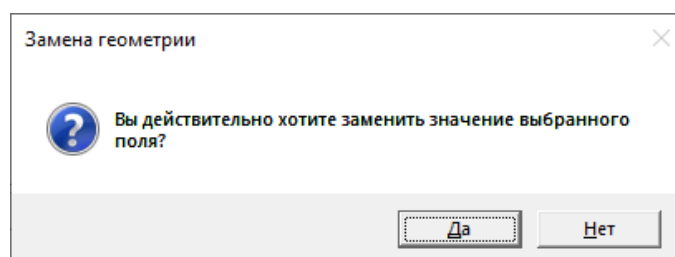 Замена геометрии
Вы действительно хотите заменить значение выбранного
поля?
Да
Нет